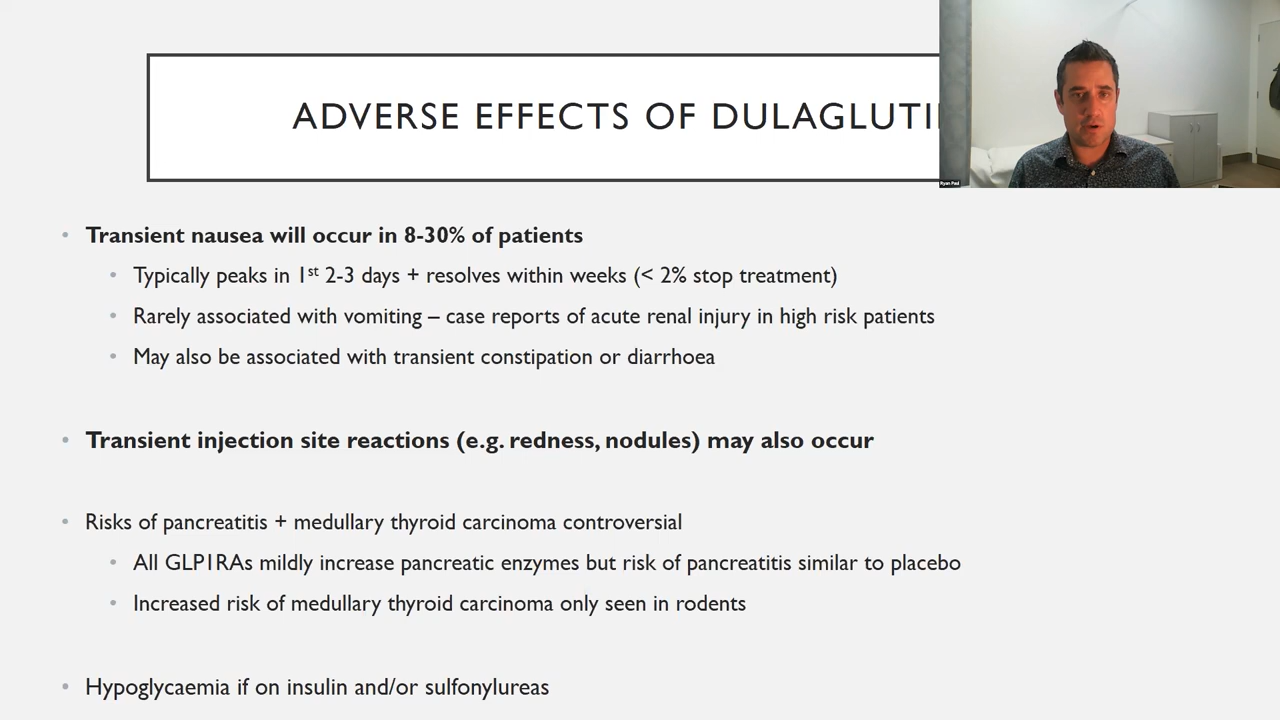 ADVERSE EFFECTS OF DULAGLUTI
Ryan Paul
Transient nausea will occur in 8-30% of patients
Typically peaks in 1st 2-3 days + resolves within weeks (< 2% stop treatment)
Rarely associated with vomiting – case reports of acute renal injury in high risk patients
May also be associated with transient constipation or diarrhoea
Transient injection site reactions (e.g. redness, nodules) may also occur
Risks of pancreatitis + medullary thyroid carcinoma controversial
All GLP1RAs mildly increase pancreatic enzymes but risk of pancreatitis similar to placebo
Increased risk of medullary thyroid carcinoma only seen in rodents
Hypoglycaemia if on insulin and/or sulfonylureas